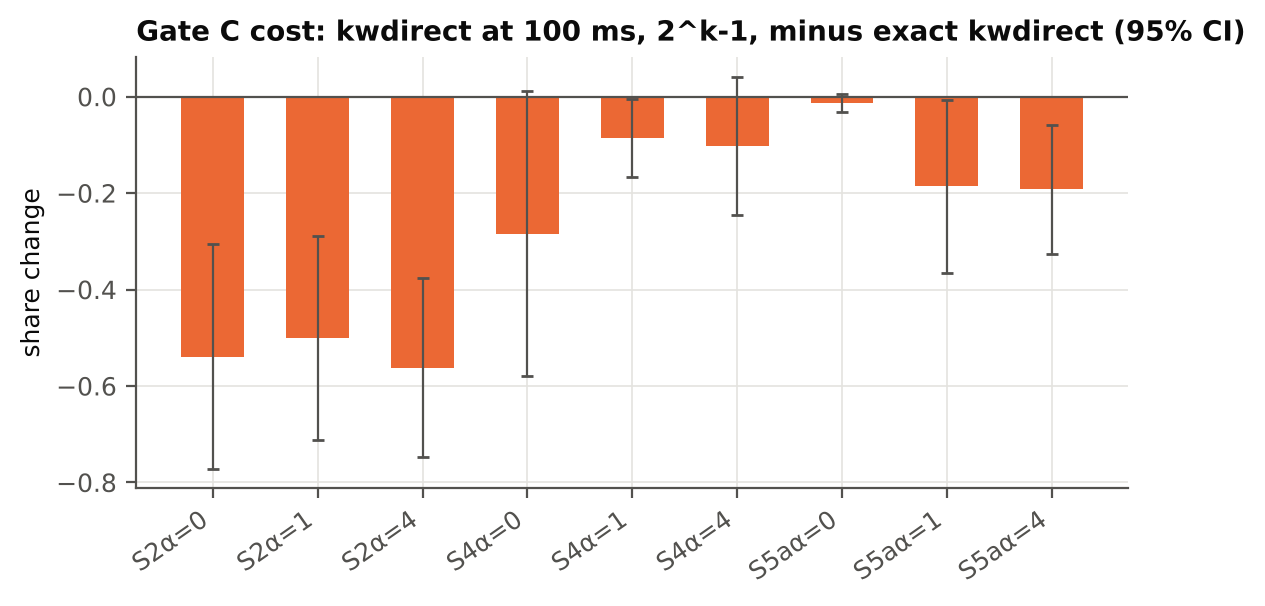 Gate C cost: kwdirect at 100 ms, 2^k-1, minus exact kwdirect (95% CI)
share change
0.0
−0.2
−0.4
−0.6
−0.8
S2α=0
S2α=1
S2α=4
S4α=0
S4α=1
S4α=4
S5aα=0
S5aα=1
S5aα=4